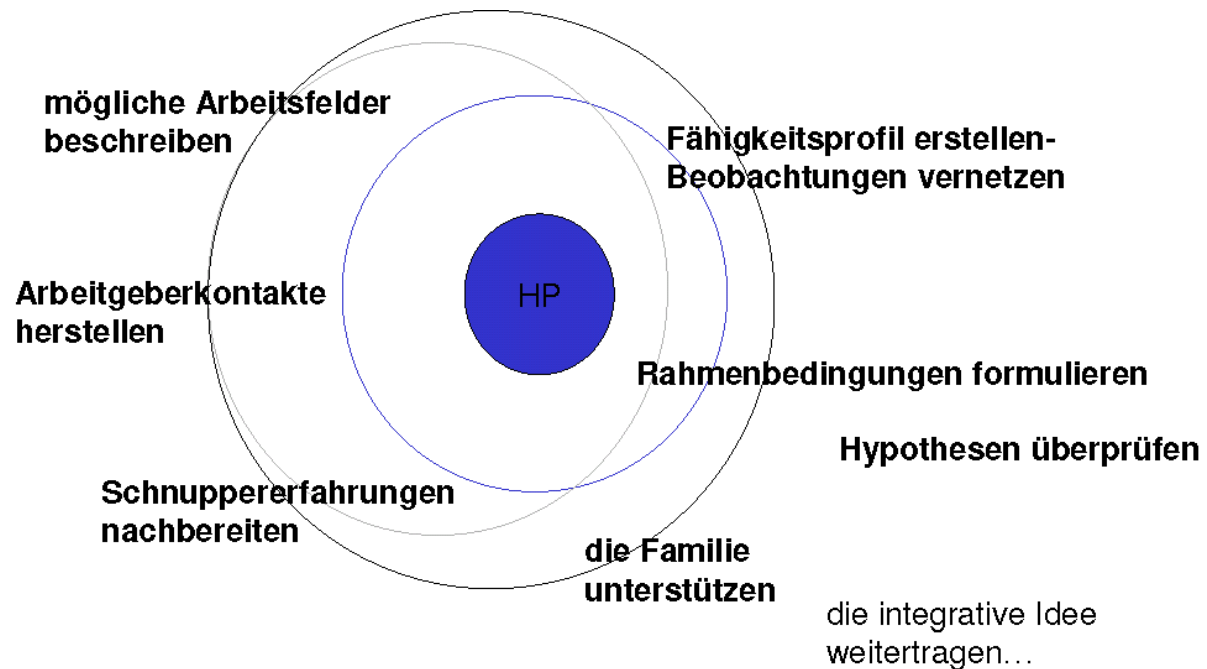 mögliche Arbeitsfelder
beschreiben
Fähigkeitsprofil erstellen-
Beobachtungen vernetzen
Arbeitgeberkontakte
herstellen
HP
Rahmenbedingungen formulieren
Hypothesen überprüfen
Schnuppererfahrungen
nachbereiten
die Familie
unterstützen
die integrative Idee
weitertragen…